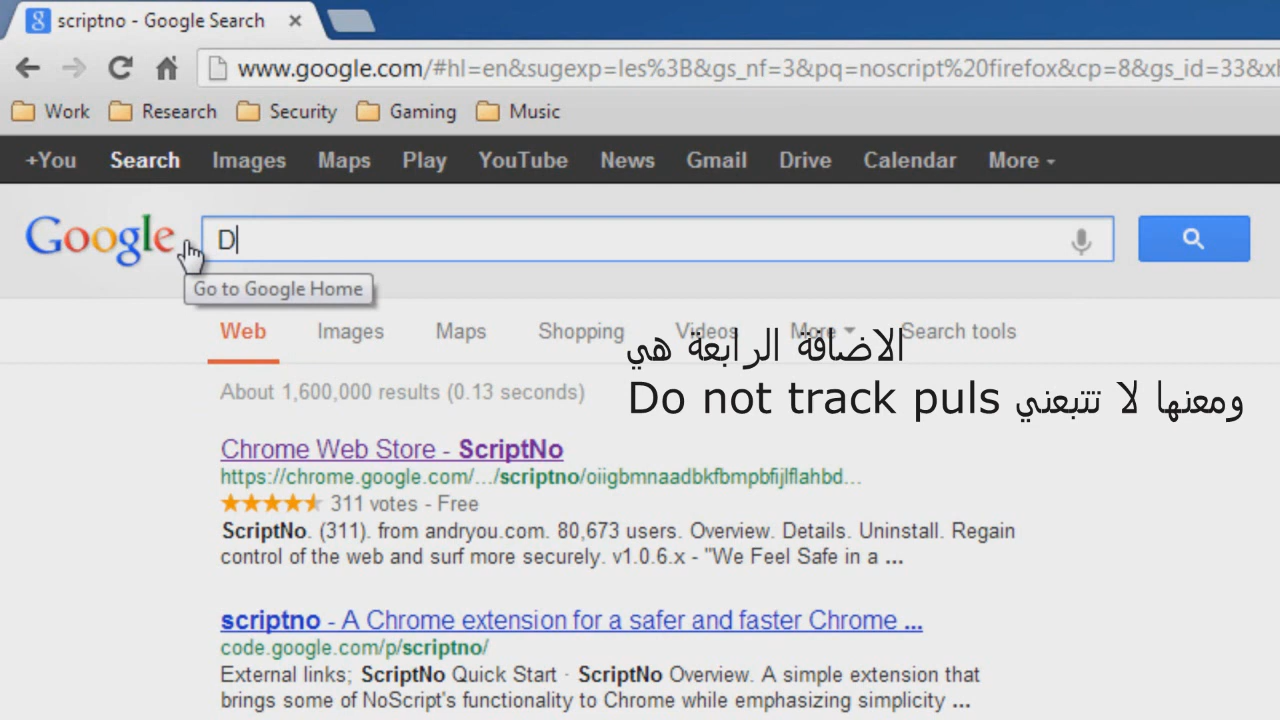 scriptno - Google Search
www.google.com/#hl=en&sugexp=les%3B&gs_nf=3&pq=noscript%20firefox&cp=8&gs_id=33&xh
Work Research Security Gaming Music
+You Search Images Maps Play YouTube News Gmail Drive Calendar More
Google D
Go to Google Home
Web Images Maps Shopping Videos More Search tools
الاضافة الرابعة هي
Do not track puls ومعنها لا تتبعني
About 1,600,000 results (0.13 seconds)
Chrome Web Store - ScriptNo
https://chrome.google.com/.../scriptno/oiigbmnaadbkfbmpbfijlflahbd...
311 votes - Free
ScriptNo. (311). from andryou.com. 80,673 users. Overview. Details. Uninstall. Regain
control of the web and surf more securely. v1.0.6.x - "We Feel Safe in a ...
scriptno - A Chrome extension for a safer and faster Chrome ...
code.google.com/p/scriptno/
External links; ScriptNo Quick Start · ScriptNo Overview. A simple extension that
brings some of NoScript's functionality to Chrome while emphasizing simplicity ...